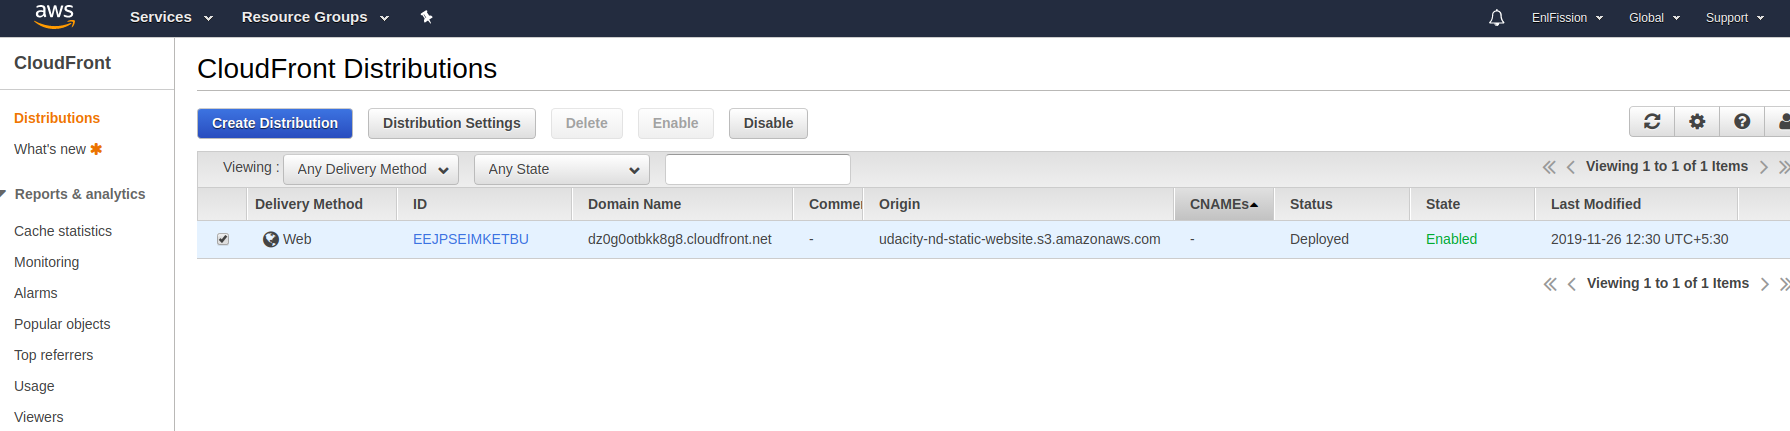 aws Services Resource Groups EnlFission Global Support
CloudFront
Distributions
What's new
Reports & analytics
Cache statistics
Monitoring
Alarms
Popular objects
Top referrers
Usage
Viewers
CloudFront Distributions
Create Distribution Distribution Settings Delete Enable Disable
Viewing : Any Delivery Method Any State Viewing 1 to 1 of 1 Items
Delivery Method ID Domain Name Comme Origin CNAMEs Status State Last Modified
Web EEJPSEIMKETBU dz0g0otbkk8g8.cloudfront.net - udacity-nd-static-website.s3.amazonaws.com - Deployed Enabled 2019-11-26 12:30 UTC+5:30
Viewing 1 to 1 of 1 Items